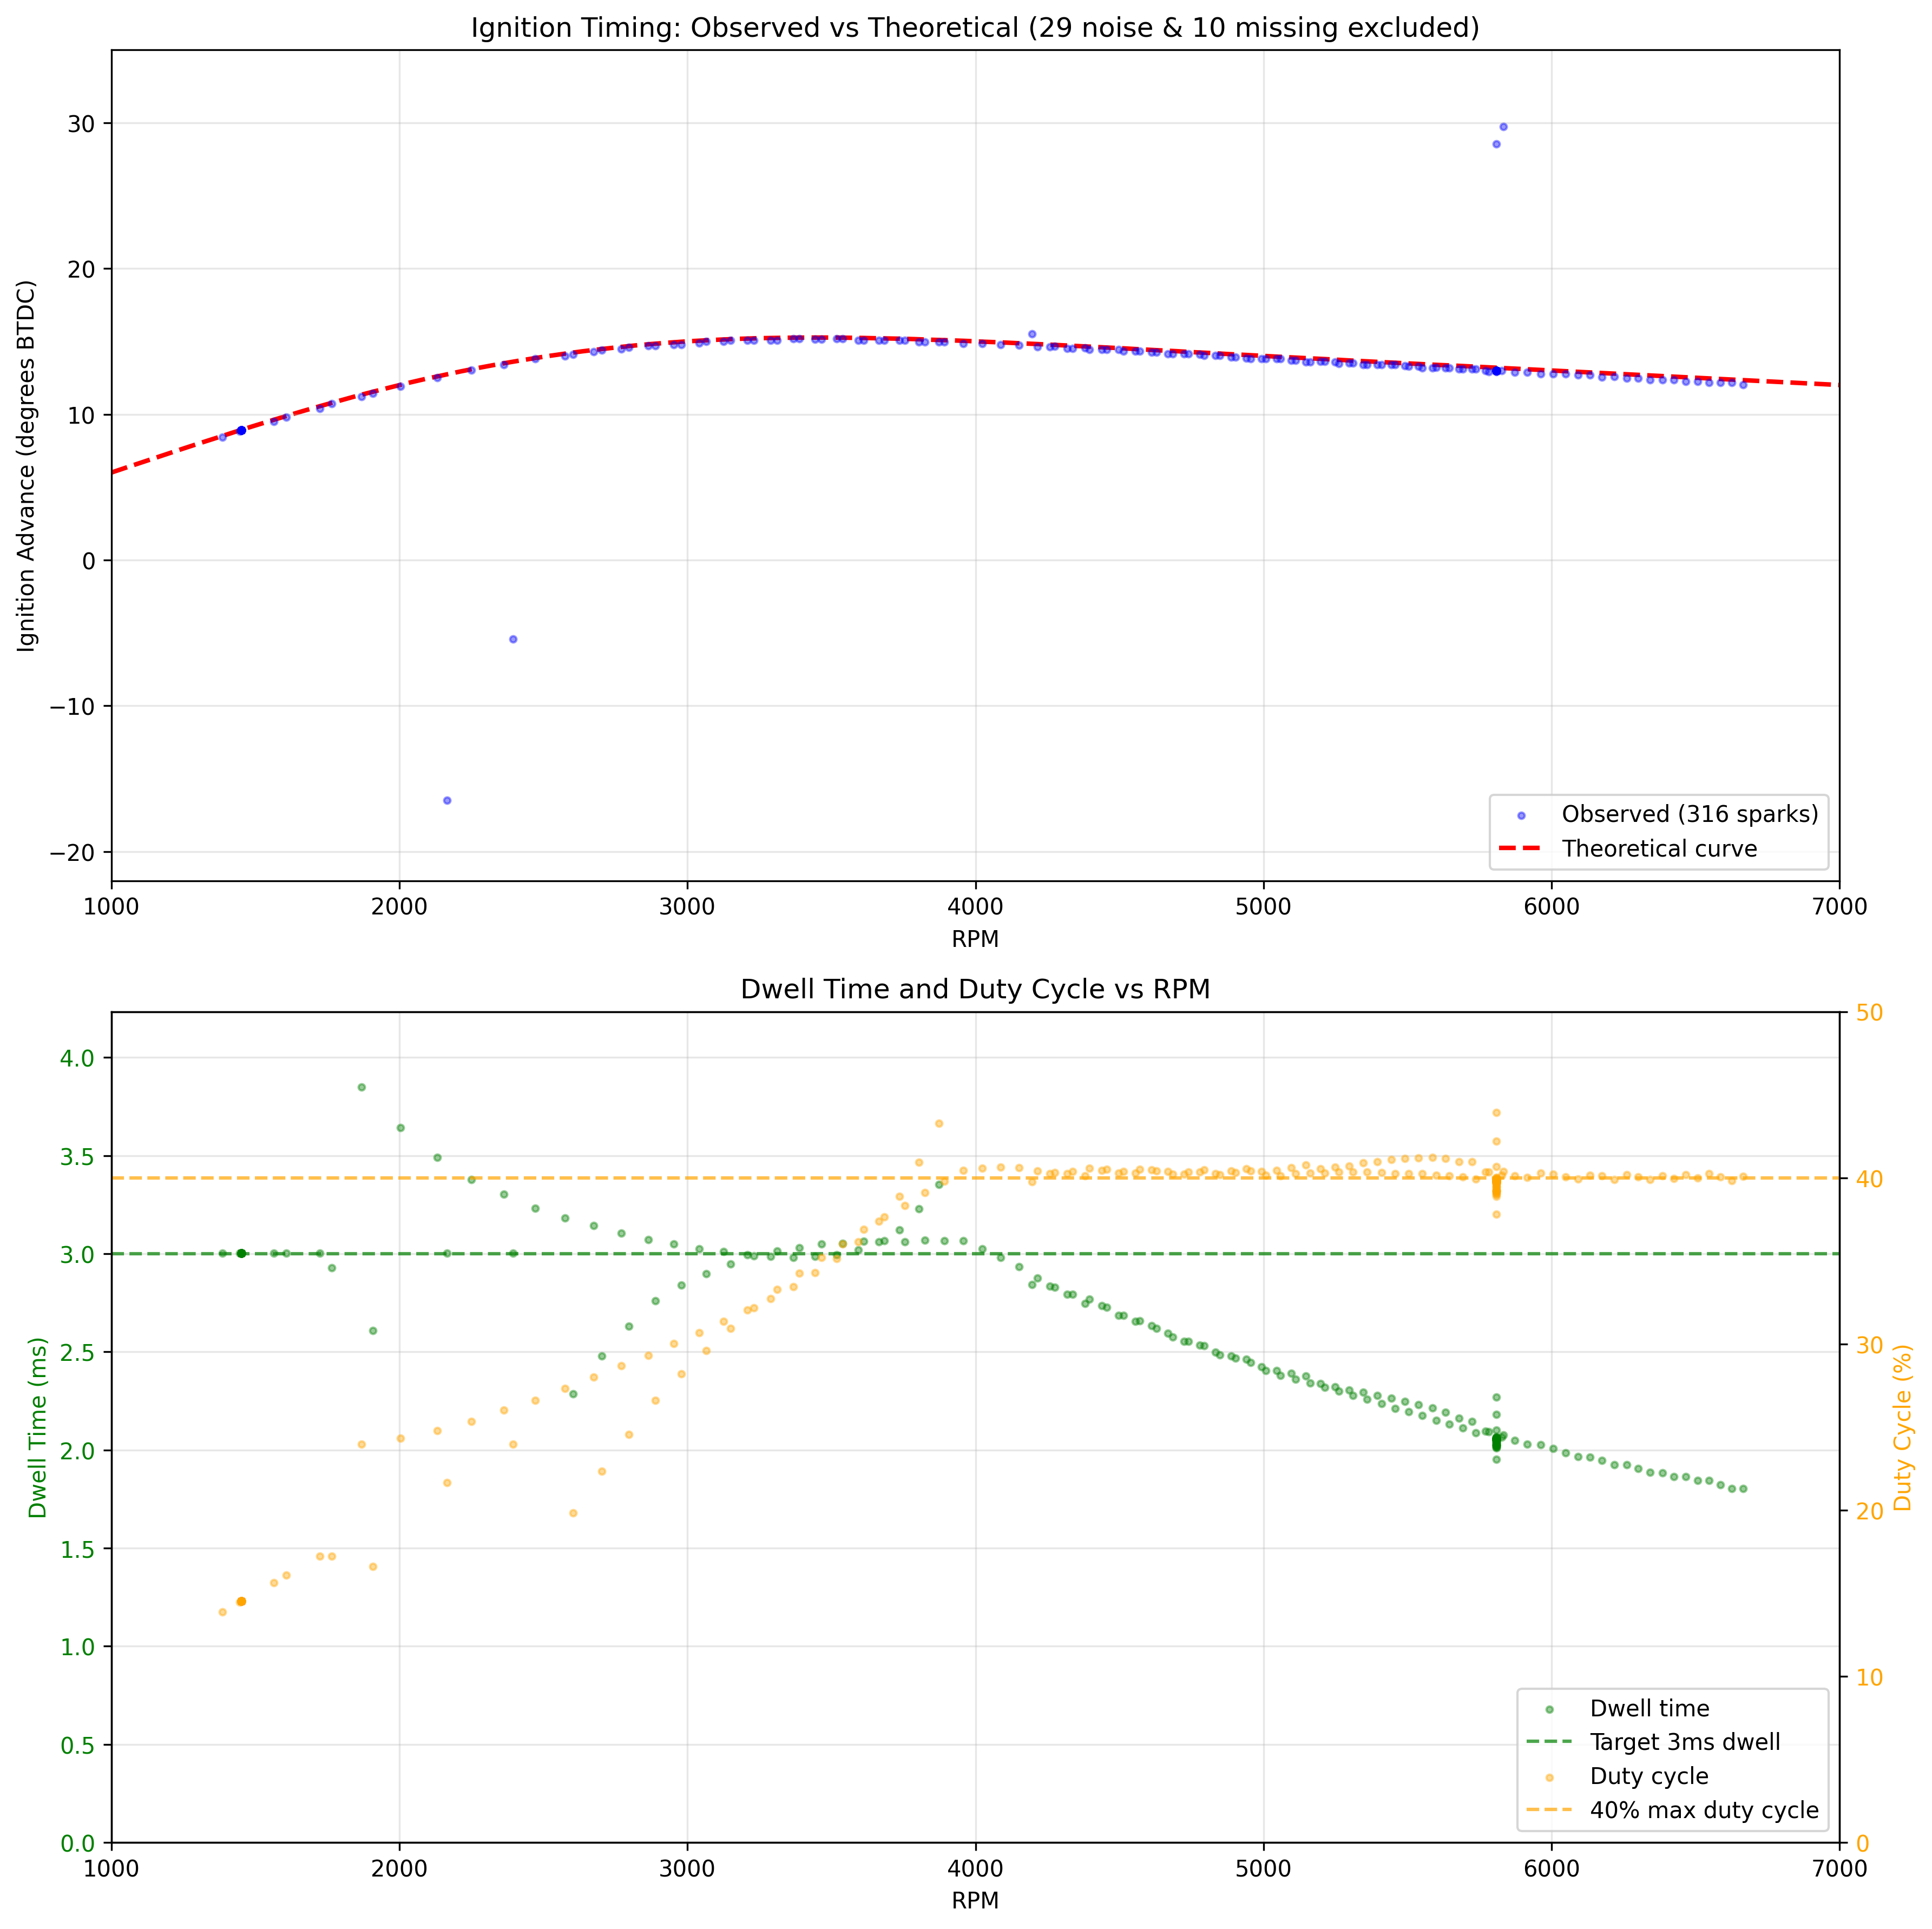 Ignition Timing: Observed vs Theoretical (29 noise & 10 missing excluded)
Ignition Advance (degrees BTDC)
30
20
10
0
−10
−20
Observed (316 sparks)
Theoretical curve
1000 2000 3000 4000 5000 6000 7000
RPM
Dwell Time and Duty Cycle vs RPM
Dwell Time (ms)
4.0
3.5
3.0
2.5
2.0
1.5
1.0
0.5
0.0
50
40
30
20
10
0
Duty Cycle (%)
Dwell time
Target 3ms dwell
Duty cycle
40% max duty cycle
1000 2000 3000 4000 5000 6000 7000
RPM